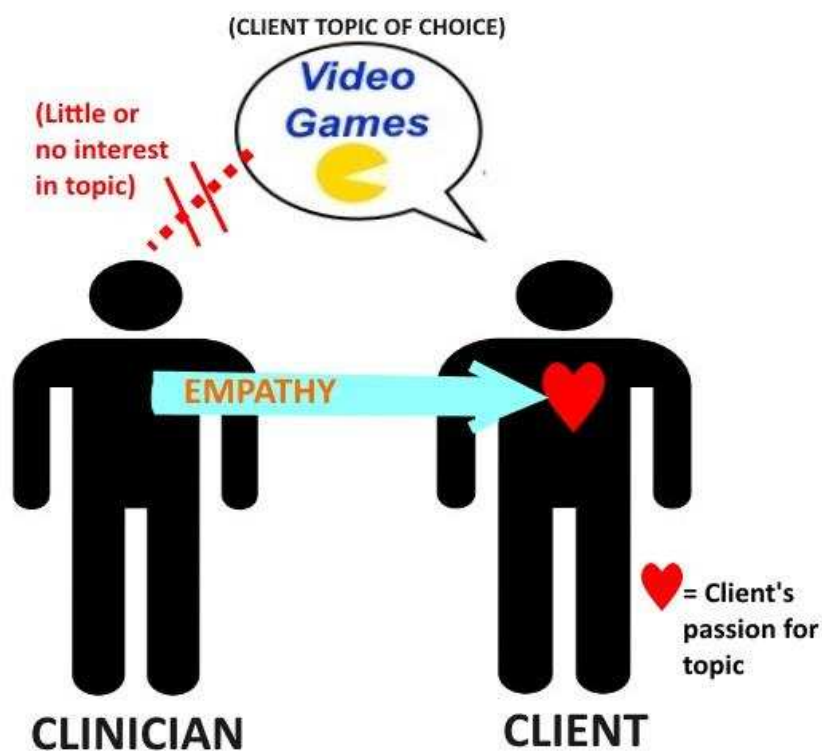 (CLIENT TOPIC OF CHOICE)
Video
Games
(Little or
no interest
in topic)
EMPATHY
= Client's
passion for
topic
CLINICIAN
CLIENT